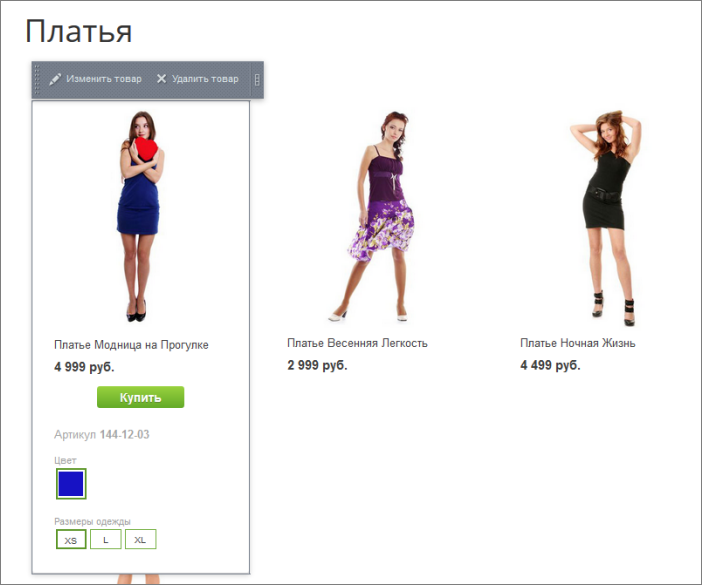 Платья
Изменить товар
Удалить товар
Платье Модница на Прогулке
4 999 руб.
Купить
Артикул 144-12-03
Цвет
Размеры одежды
XS L XL
Платье Весенняя Легкость
2 999 руб.
Платье Ночная Жизнь
4 499 руб.